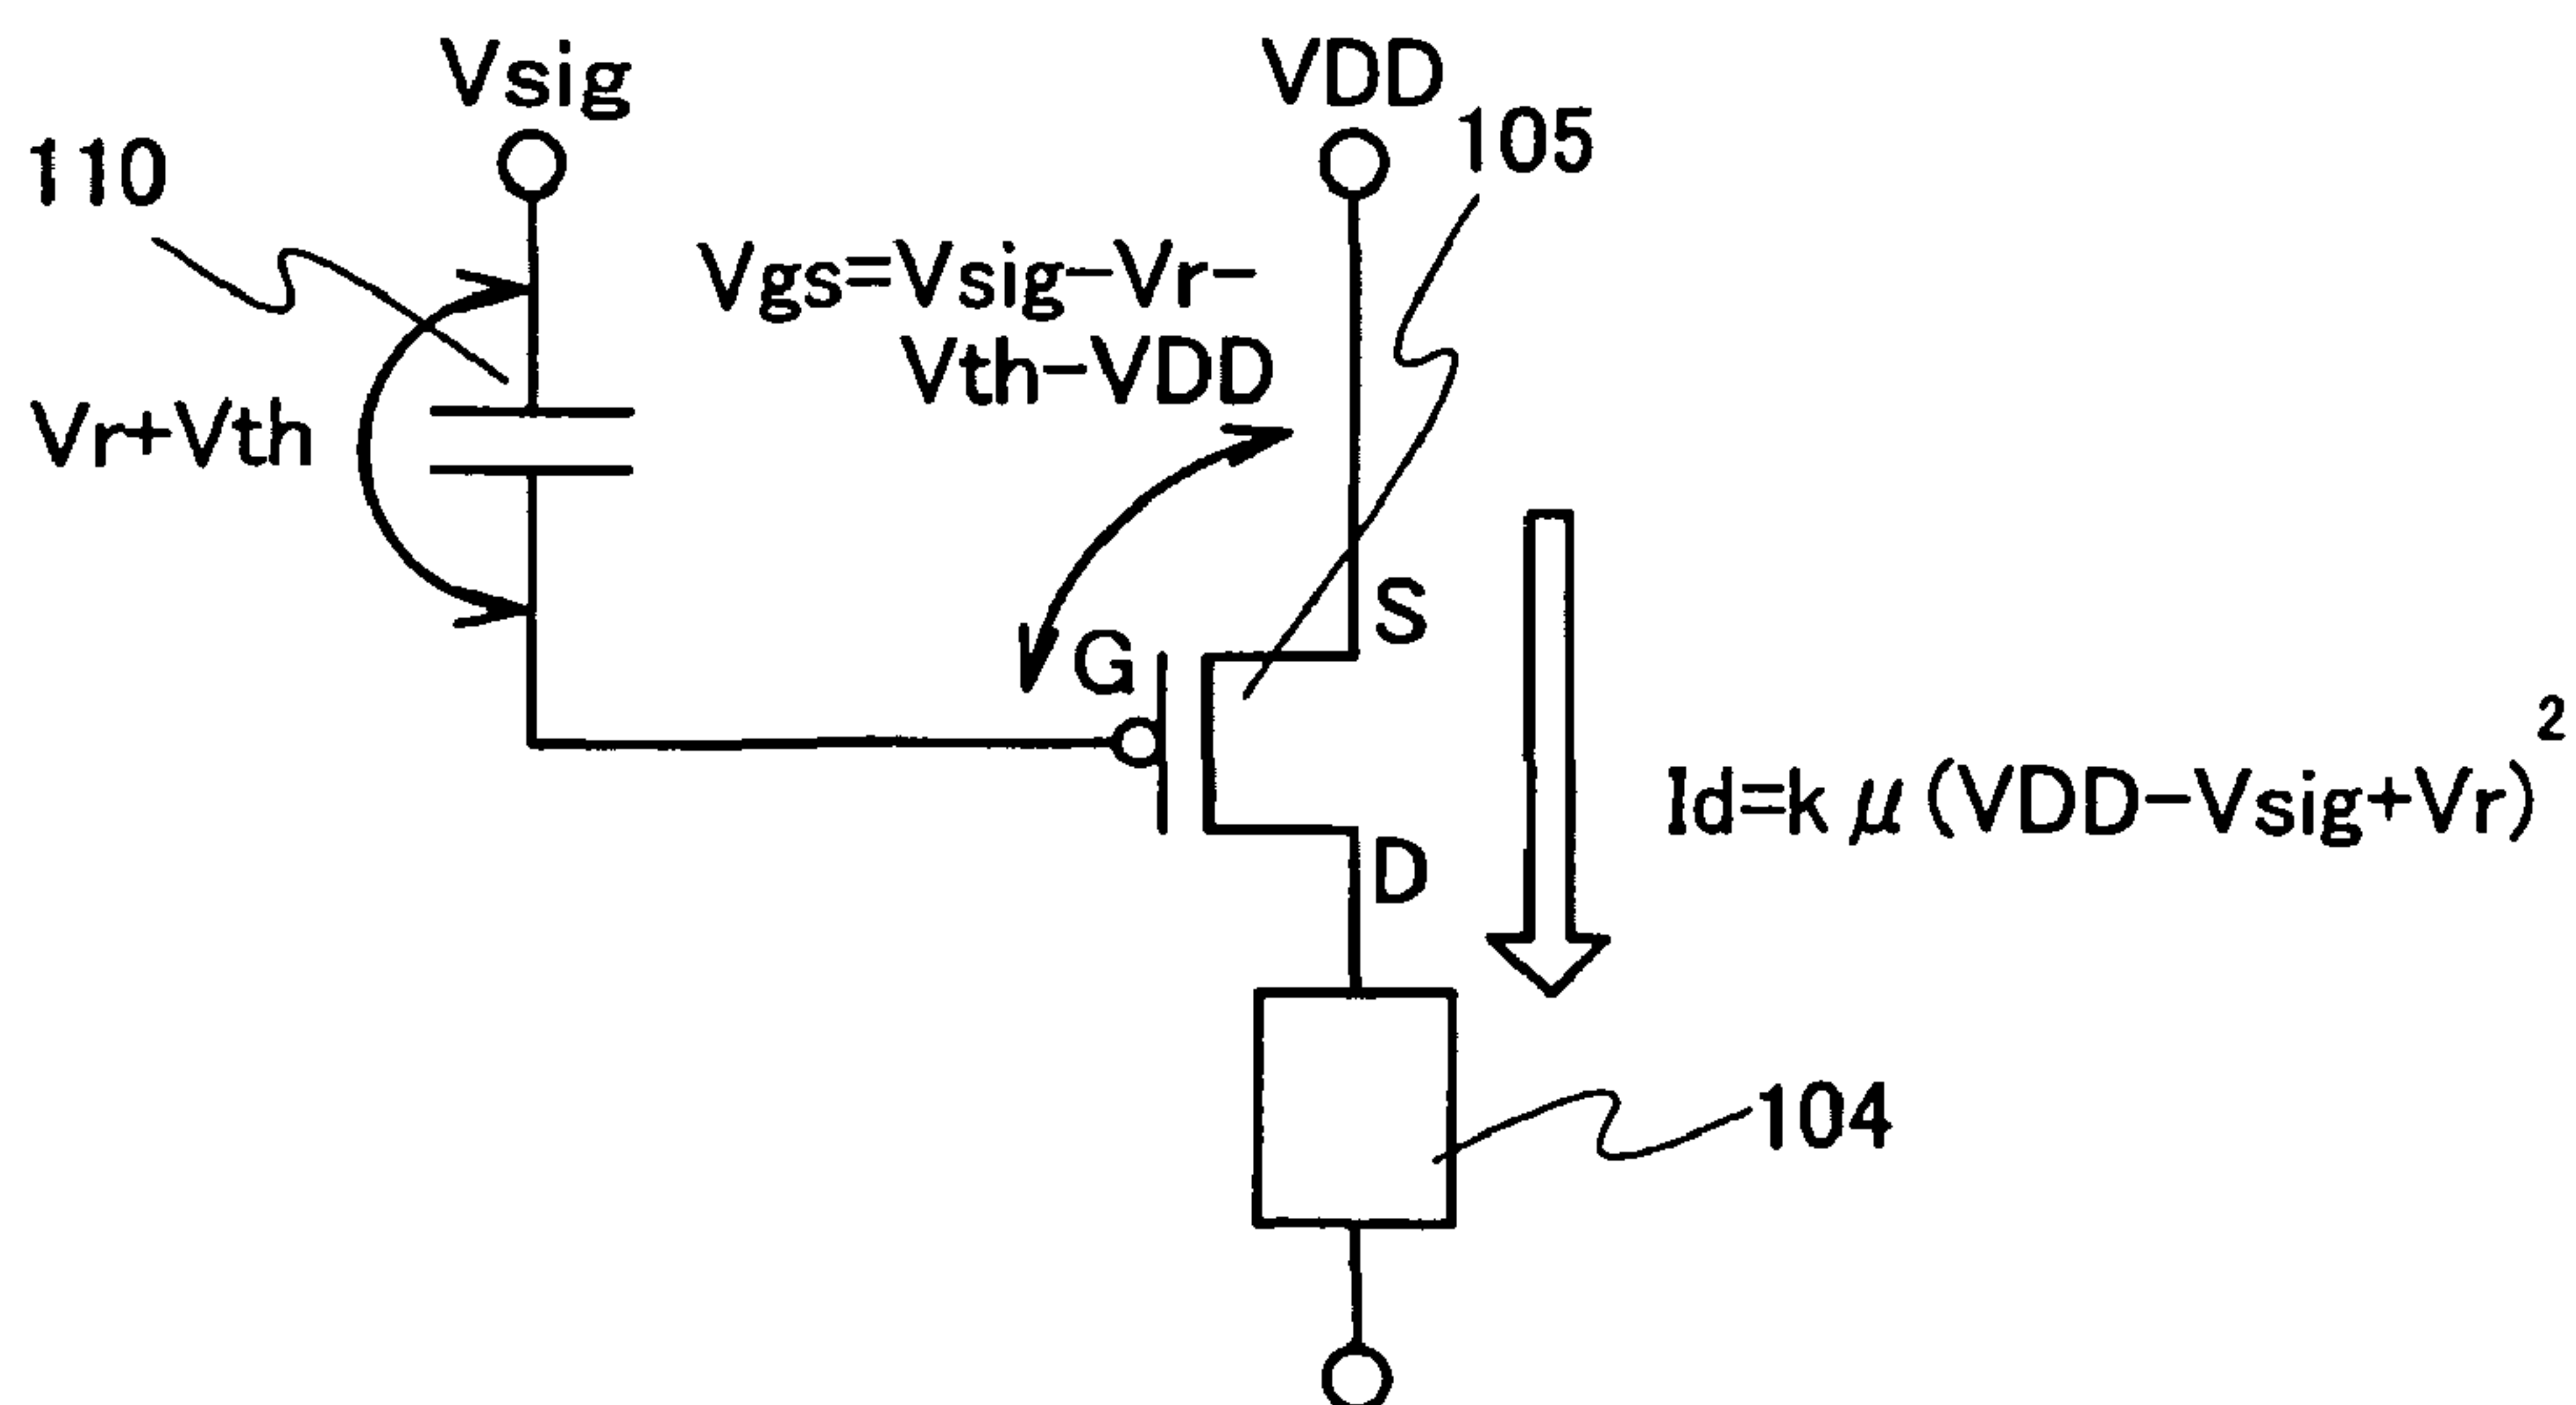 Vsig
VDD
110
105
Vgs=Vsig-Vr-
Vth-VDD
Vr+Vth
S
G
Id=kμ(VDD-Vsig+Vr)²
D
104